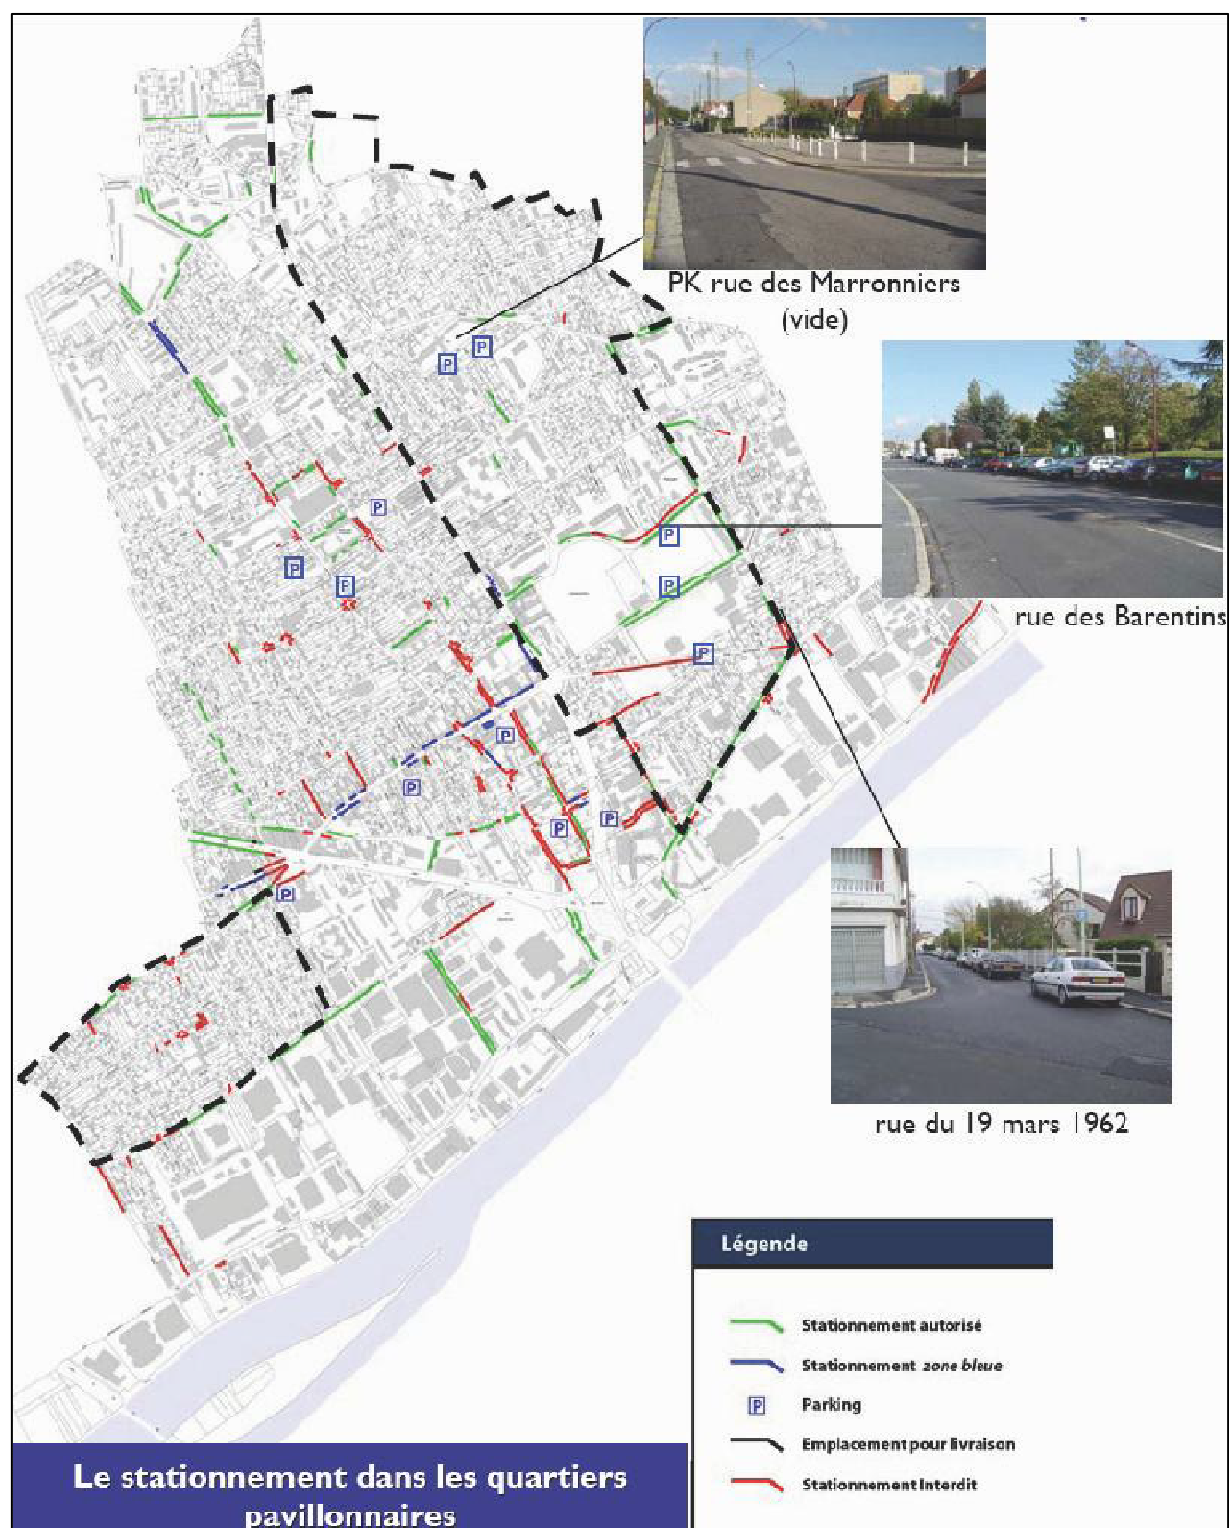 PK rue des Marronniers
(vide)
rue des Barentins
rue du 19 mars 1962
P
P
P
P
P
P
P
P
P
P
P
P
P
Légende
Stationnement autorisé
Stationnement zone bleue
P Parking
Emplacement pour livraison
Stationnement Interdit
Le stationnement dans les quartiers
pavillonnaires